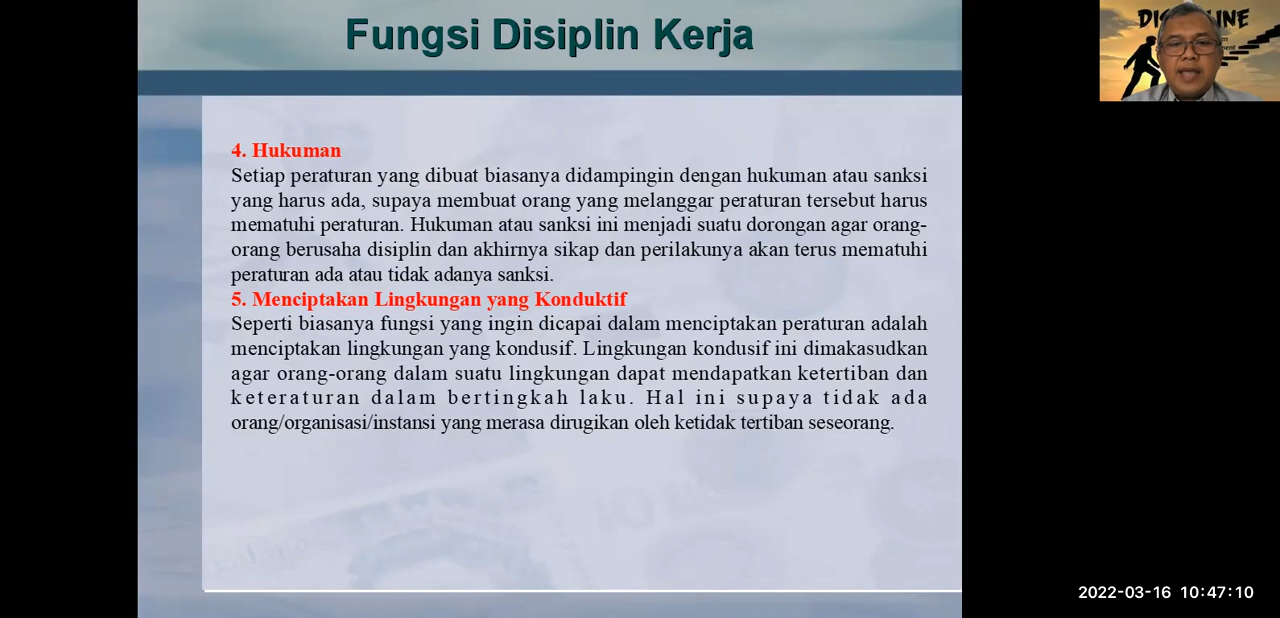 Fungsi Disiplin Kerja
4. Hukuman
Setiap peraturan yang dibuat biasanya didampingin dengan hukuman atau sanksi
yang harus ada, supaya membuat orang yang melanggar peraturan tersebut harus
mematuhi peraturan. Hukuman atau sanksi ini menjadi suatu dorongan agar orang-
orang berusaha disiplin dan akhirnya sikap dan perilakunya akan terus mematuhi
peraturan ada atau tidak adanya sanksi.
5. Menciptakan Lingkungan yang Konduktif
Seperti biasanya fungsi yang ingin dicapai dalam menciptakan peraturan adalah
menciptakan lingkungan yang kondusif. Lingkungan kondusif ini dimakasudkan
agar orang-orang dalam suatu lingkungan dapat mendapatkan ketertiban dan
keteraturan dalam bertingkah laku. Hal ini supaya tidak ada
orang/organisasi/instansi yang merasa dirugikan oleh ketidak tertiban seseorang.
2022-03-16 10:47:10